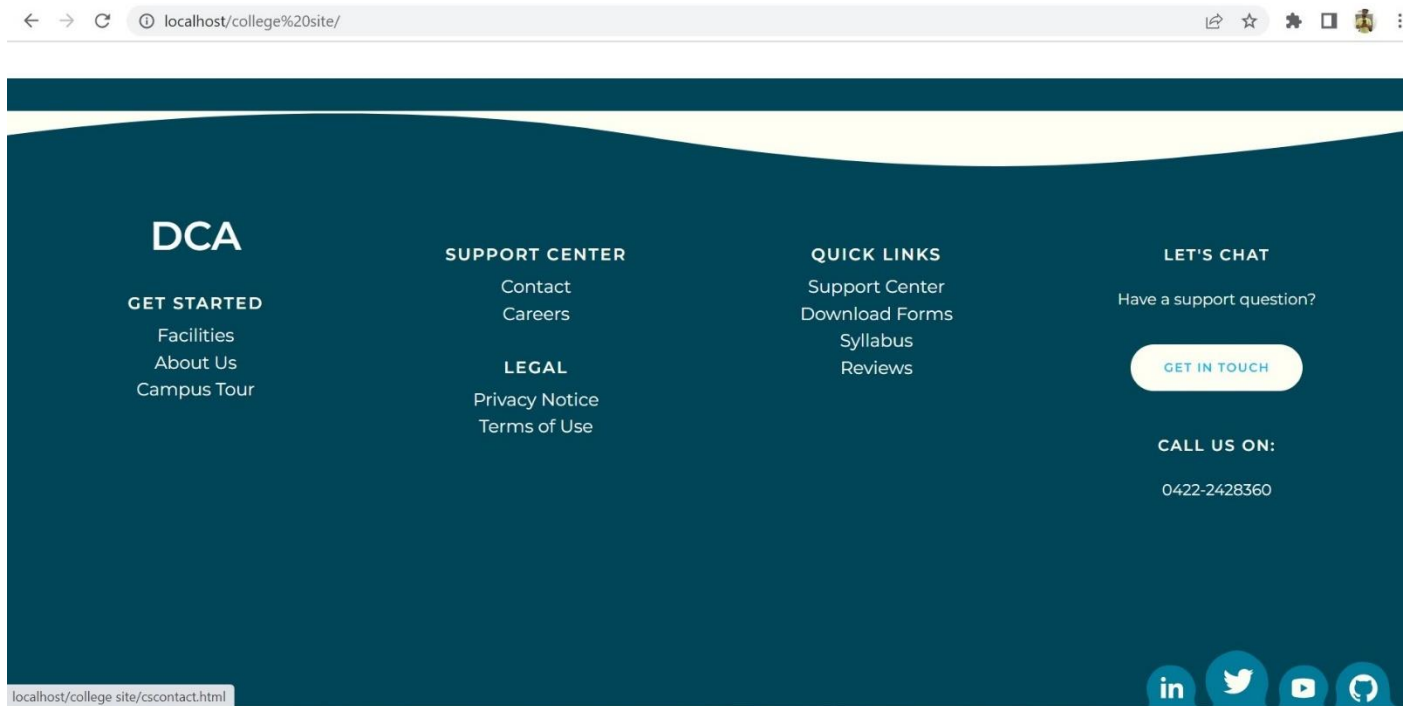 localhost/college%20site/
DCA
GET STARTED
Facilities
About Us
Campus Tour
SUPPORT CENTER
Contact
Careers
LEGAL
Privacy Notice
Terms of Use
QUICK LINKS
Support Center
Download Forms
Syllabus
Reviews
LET'S CHAT
Have a support question?
GET IN TOUCH
CALL US ON:
0422-2428360
in
localhost/college site/cscontact.html